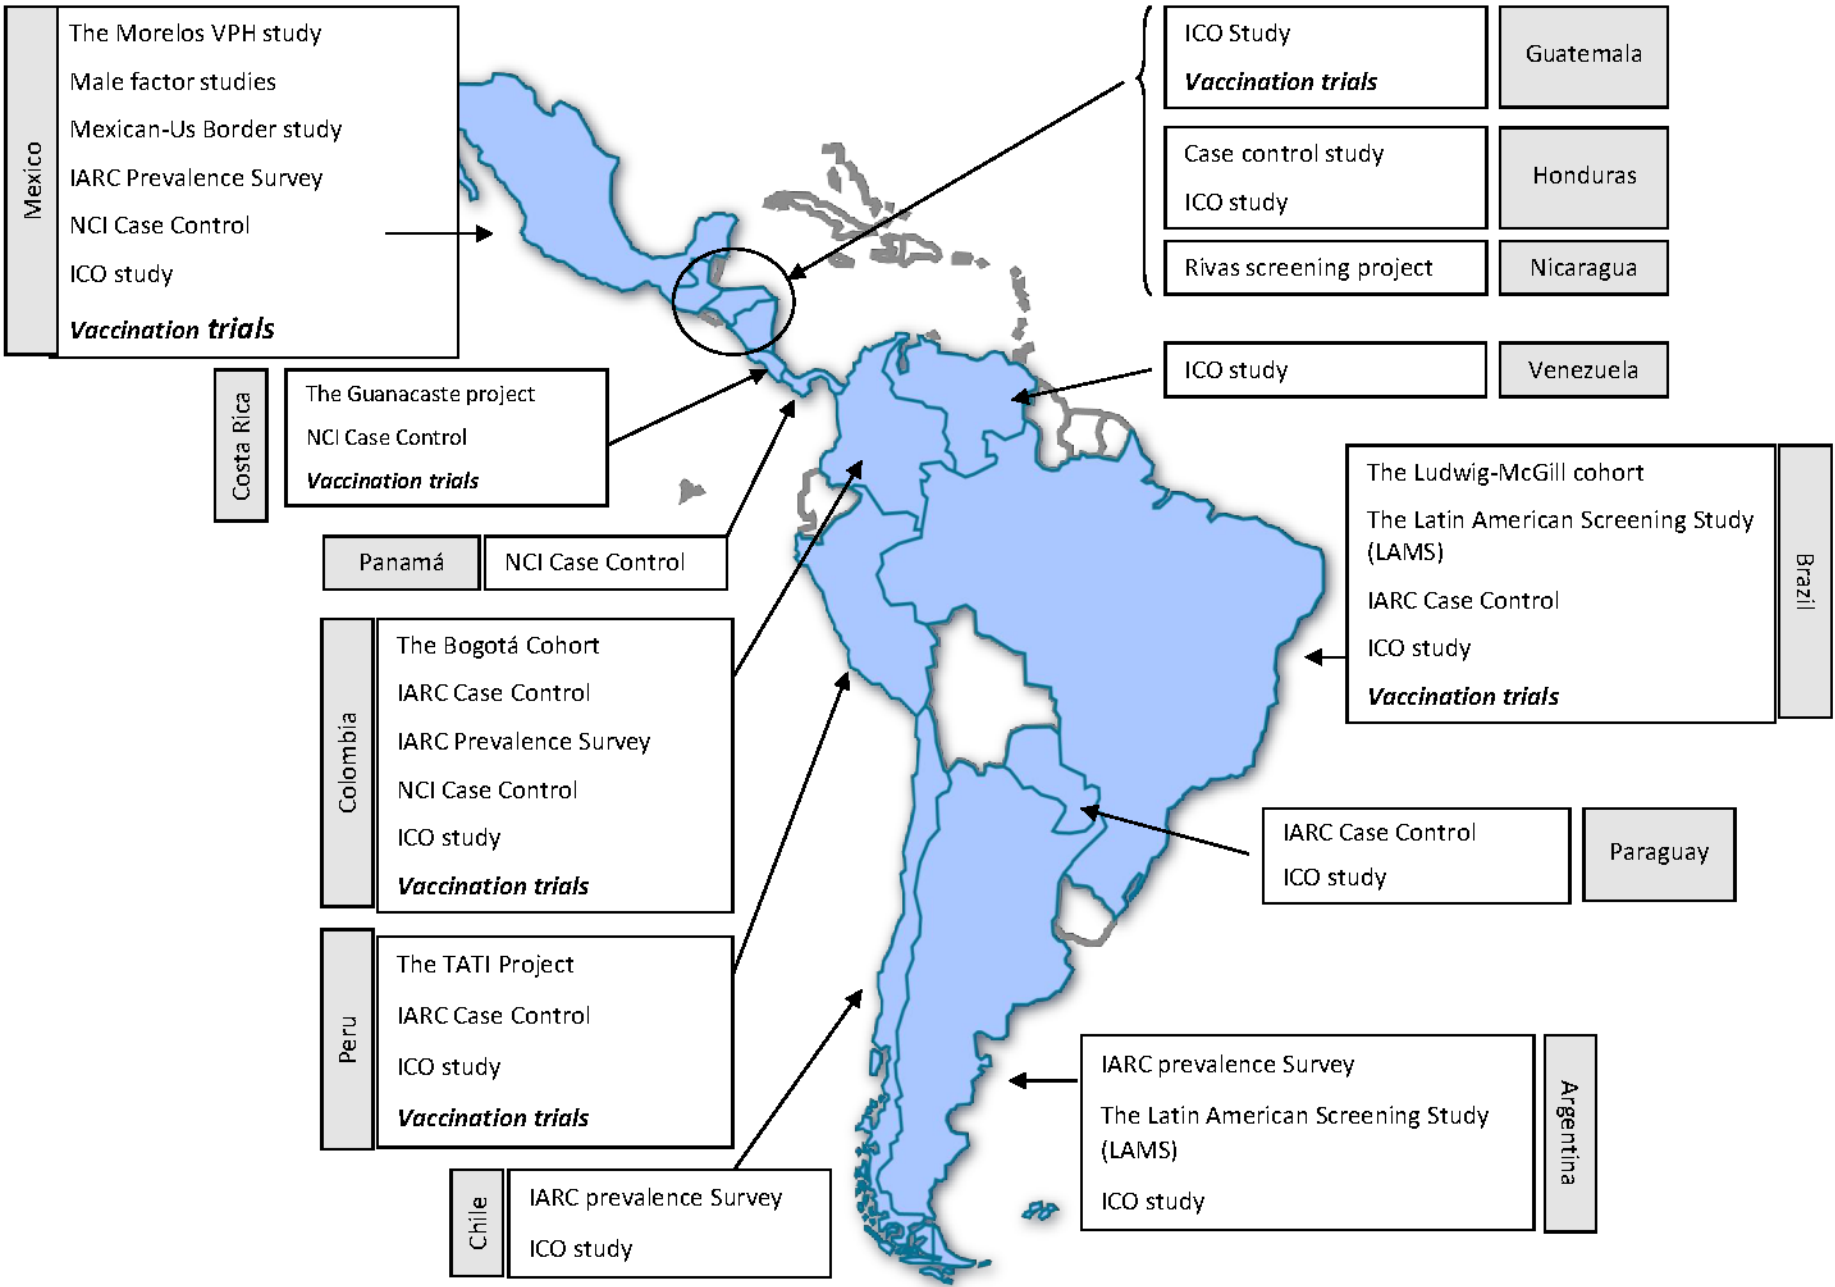 Mexico
The Morelos VPH study
Male factor studies
Mexican-Us Border study
IARC Prevalence Survey
NCI Case Control
ICO study
Vaccination trials
ICO Study
Vaccination trials
Guatemala
Case control study
ICO study
Honduras
Rivas screening project
Nicaragua
ICO study
Venezuela
Costa Rica
The Guanacaste project
NCI Case Control
Vaccination trials
Panamá
NCI Case Control
The Ludwig-McGill cohort
The Latin American Screening Study
(LAMS)
IARC Case Control
ICO study
Vaccination trials
Brazil
Colombia
The Bogotá Cohort
IARC Case Control
IARC Prevalence Survey
NCI Case Control
ICO study
Vaccination trials
IARC Case Control
ICO study
Paraguay
Peru
The TATI Project
IARC Case Control
ICO study
Vaccination trials
IARC prevalence Survey
The Latin American Screening Study
(LAMS)
ICO study
Argentina
Chile
IARC prevalence Survey
ICO study